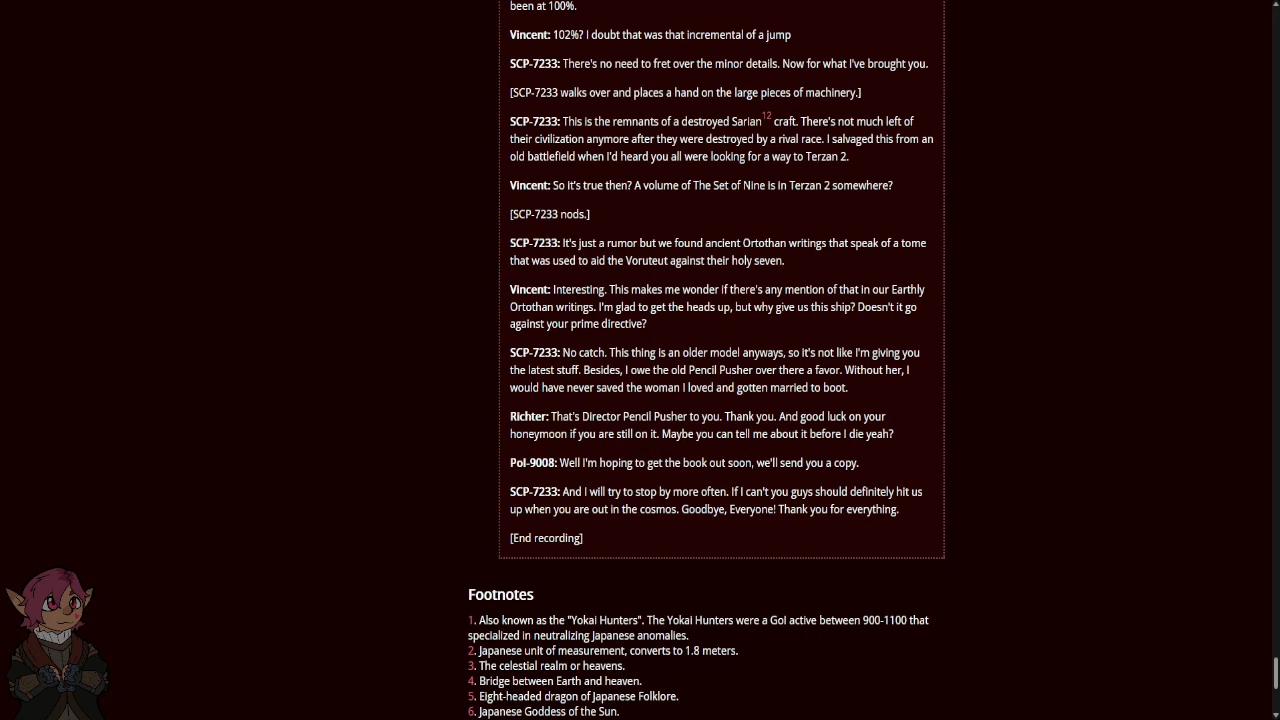 been at 100%.
Vincent: 102%? I doubt that was that incremental of a jump
SCP-7233: There's no need to fret over the minor details. Now for what I've brought you.
[SCP-7233 walks over and places a hand on the large pieces of machinery.]
SCP-7233: This is the remnants of a destroyed Sarian12 craft. There's not much left of
their civilization anymore after they were destroyed by a rival race. I salvaged this from an
old battlefield when I'd heard you all were looking for a way to Terzan 2.
Vincent: So it's true then? A volume of The Set of Nine is in Terzan 2 somewhere?
[SCP-7233 nods.]
SCP-7233: It's just a rumor but we found ancient Ortothan writings that speak of a tome
that was used to aid the Voruteut against their holy seven.
Vincent: Interesting. This makes me wonder if there's any mention of that in our Earthly
Ortothan writings. I'm glad to get the heads up, but why give us this ship? Doesn't it go
against your prime directive?
SCP-7233: No catch. This thing is an older model anyways, so it's not like I'm giving you
the latest stuff. Besides, I owe the old Pencil Pusher over there a favor. Without her, I
would have never saved the woman I loved and gotten married to boot.
Richter: That's Director Pencil Pusher to you. Thank you. And good luck on your
honeymoon if you are still on it. Maybe you can tell me about it before I die yeah?
PoI-9008: Well I'm hoping to get the book out soon, we'll send you a copy.
SCP-7233: And I will try to stop by more often. If I can't you guys should definitely hit us
up when you are out in the cosmos. Goodbye, Everyone! Thank you for everything.
[End recording]
Footnotes
1. Also known as the "Yokai Hunters". The Yokai Hunters were a GoI active between 900-1100 that
specialized in neutralizing Japanese anomalies.
2. Japanese unit of measurement, converts to 1.8 meters.
3. The celestial realm or heavens.
4. Bridge between Earth and heaven.
5. Eight-headed dragon of Japanese Folklore.
6. Japanese Goddess of the Sun.